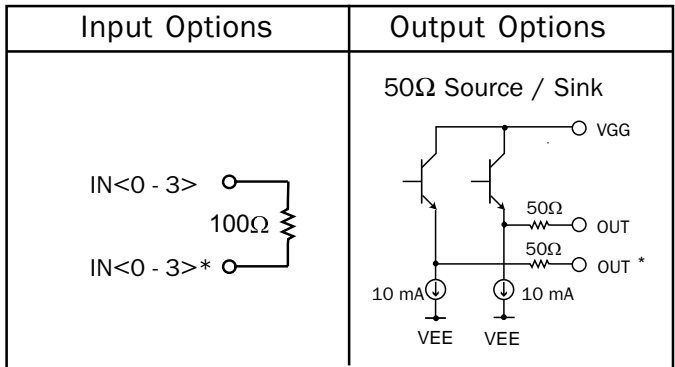 Input Options
Output Options
IN<0 - 3>
100Ω
IN<0 - 3>*
50Ω Source / Sink
VGG
50Ω
OUT
50Ω
OUT *
10 mA
10 mA
VEE
VEE